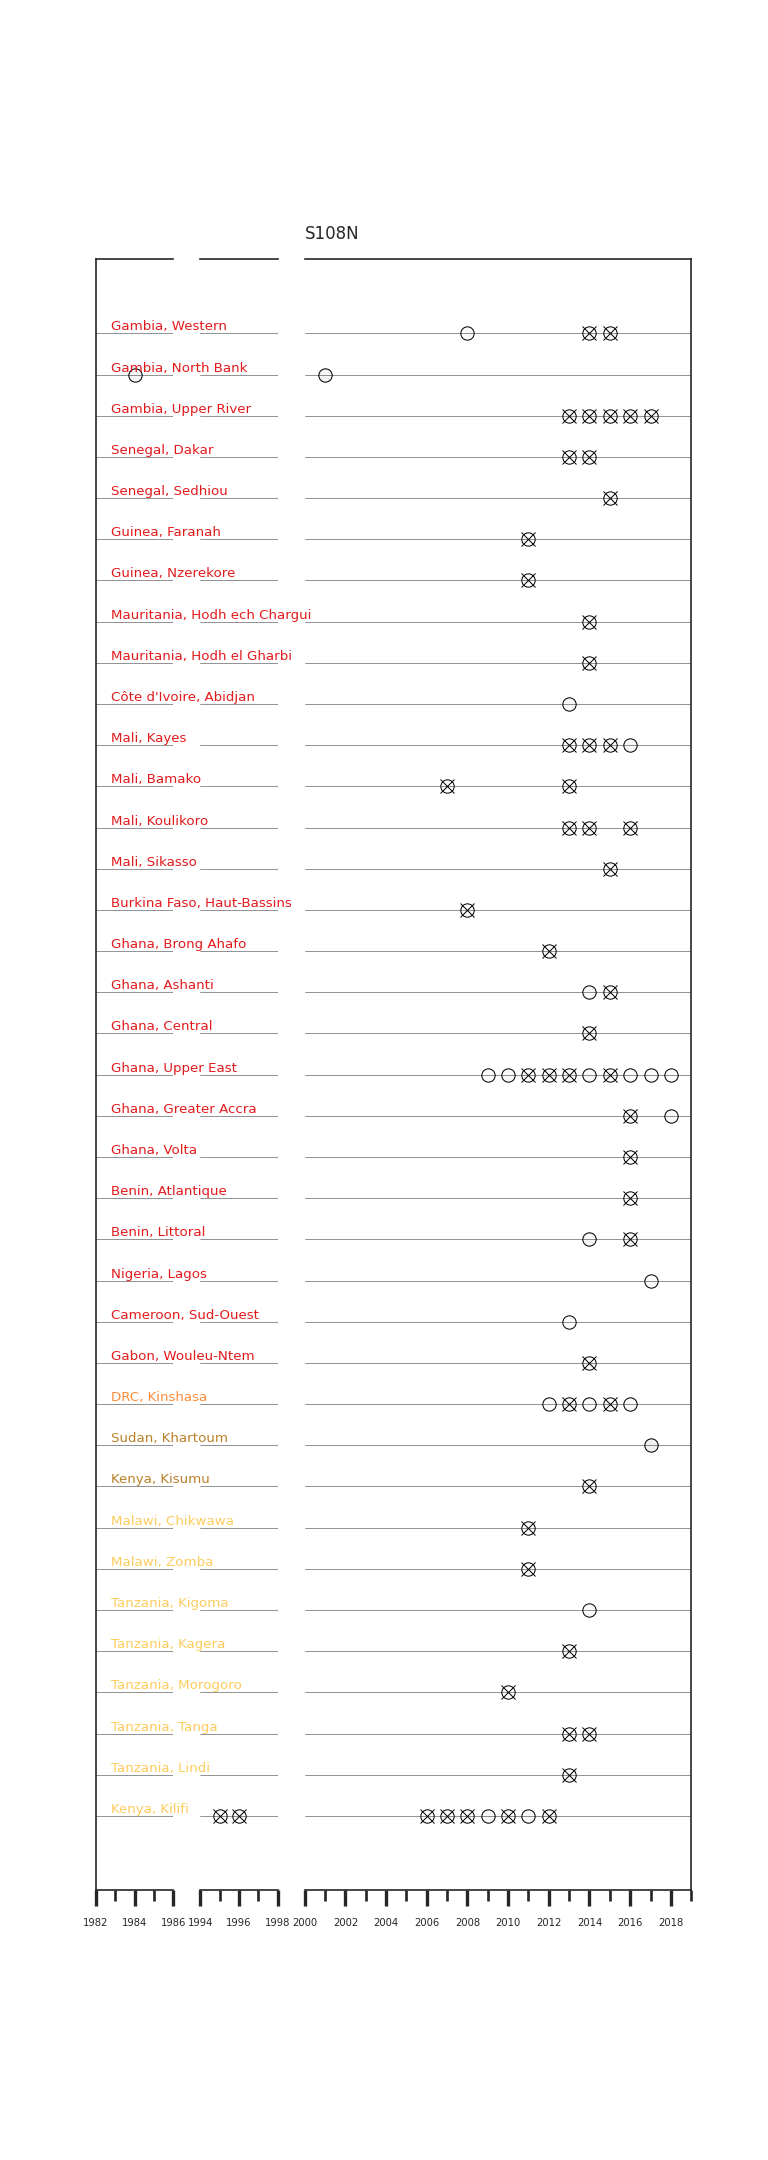 S108N
Gambia, Western
Gambia, North Bank
Gambia, Upper River
Senegal, Dakar
Senegal, Sedhiou
Guinea, Faranah
Guinea, Nzerekore
Mauritania, Hodh ech Chargui
Mauritania, Hodh el Gharbi
Côte d'Ivoire, Abidjan
Mali, Kayes
Mali, Bamako
Mali, Koulikoro
Mali, Sikasso
Burkina Faso, Haut-Bassins
Ghana, Brong Ahafo
Ghana, Ashanti
Ghana, Central
Ghana, Upper East
Ghana, Greater Accra
Ghana, Volta
Benin, Atlantique
Benin, Littoral
Nigeria, Lagos
Cameroon, Sud-Ouest
Gabon, Wouleu-Ntem
DRC, Kinshasa
Sudan, Khartoum
Kenya, Kisumu
Malawi, Chikwawa
Malawi, Zomba
Tanzania, Kigoma
Tanzania, Kagera
Tanzania, Morogoro
Tanzania, Tanga
Tanzania, Lindi
Kenya, Kilifi
1982 1984 1986 1994 1996 1998 2000 2002 2004 2006 2008 2010 2012 2014 2016 2018